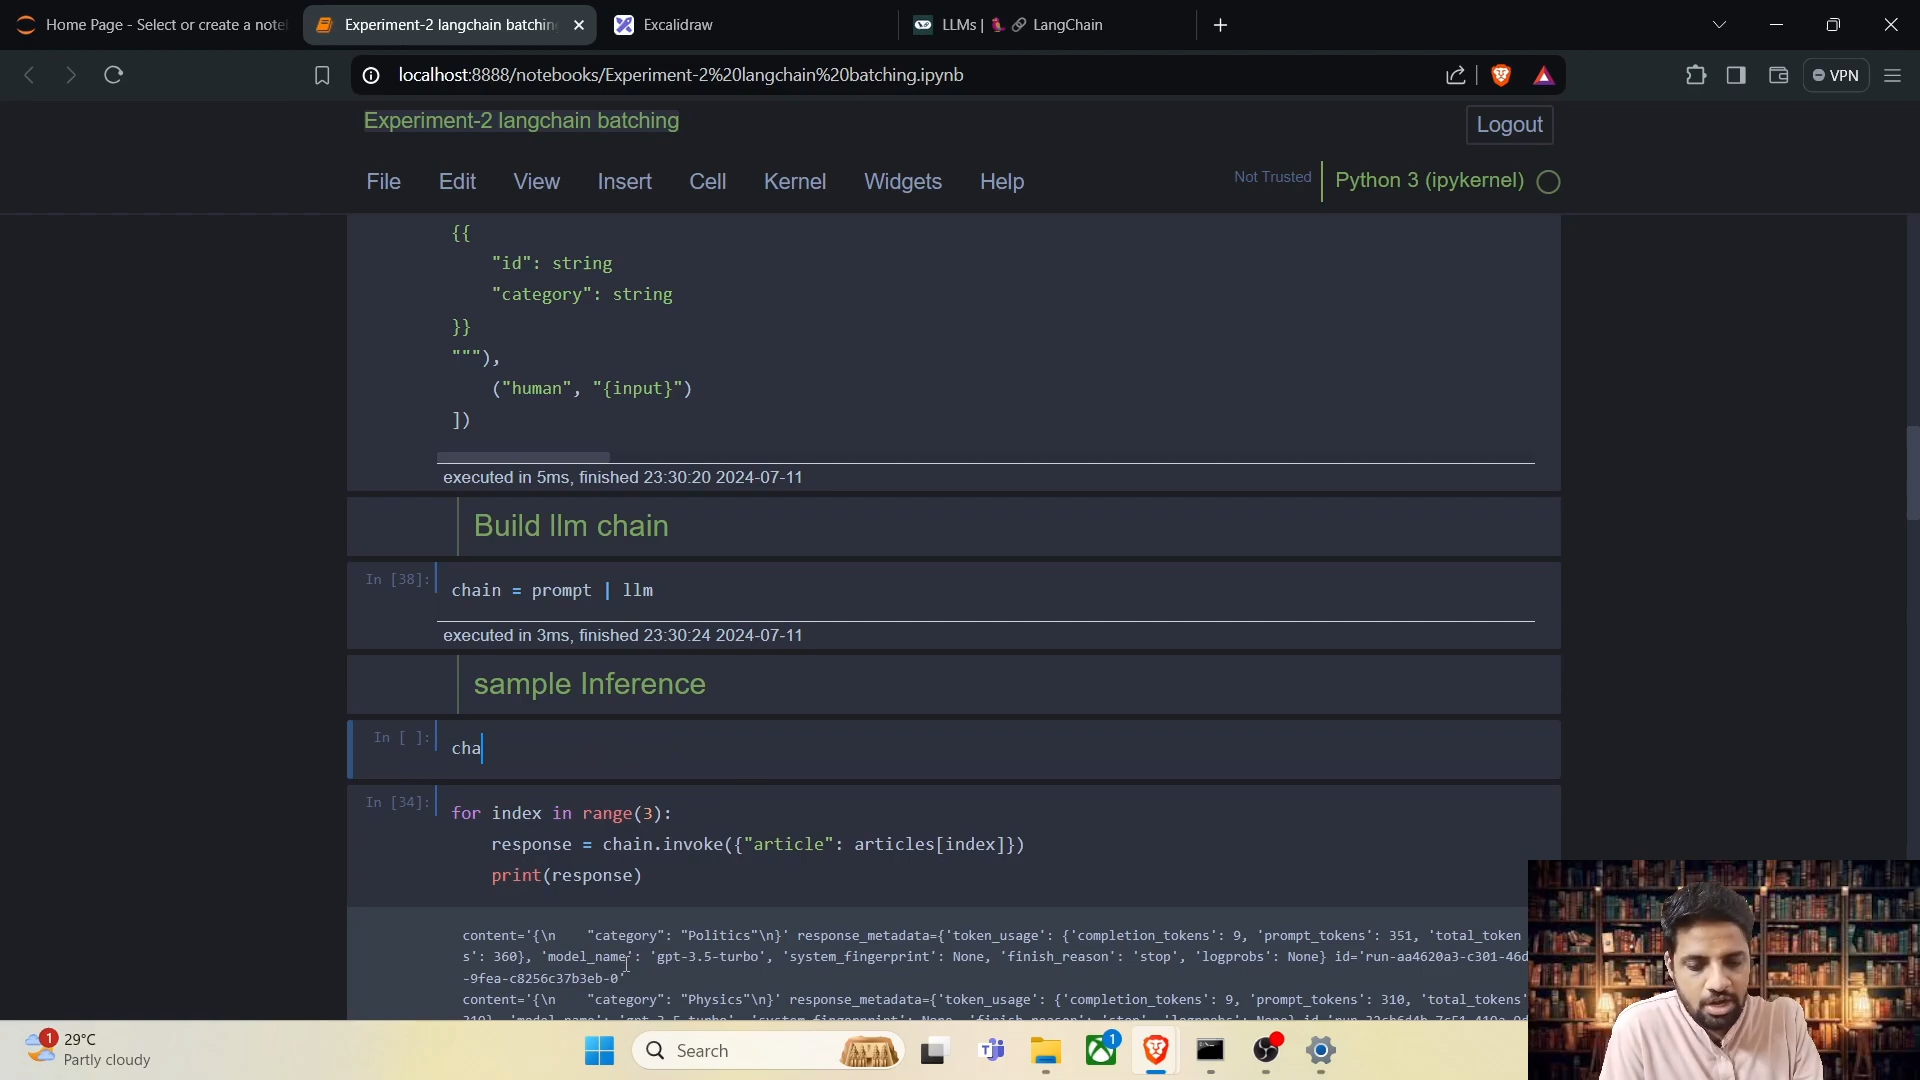 Home Page - Select or create a note
Experiment-2 langchain batchin
Excalidraw
LLMs | 🦜🔗 LangChain
localhost:8888/notebooks/Experiment-2%20langchain%20batching.ipynb
VPN
Experiment-2 langchain batching
Logout
File Edit View Insert Cell Kernel Widgets Help
Not Trusted
Python 3 (ipykernel)
{{
"id": string
"category": string
}}
"""),
("human", "{input}")
])
executed in 5ms, finished 23:30:20 2024-07-11
Build llm chain
In [38]:
chain = prompt | llm
executed in 3ms, finished 23:30:24 2024-07-11
sample Inference
In [ ]:
cha
In [34]:
for index in range(3):
response = chain.invoke({"article": articles[index]})
print(response)
content='{\n    "category": "Politics"\n}' response_metadata={'token_usage': {'completion_tokens': 9, 'prompt_tokens': 351, 'total_token
s': 360}, 'model_name': 'gpt-3.5-turbo', 'system_fingerprint': None, 'finish_reason': 'stop', 'logprobs': None} id='run-aa4620a3-c301-46d
-9fea-c8256c37b3eb-0'
content='{\n    "category": "Physics"\n}' response_metadata={'token_usage': {'completion_tokens': 9, 'prompt_tokens': 310, 'total_tokens'
1
29°C
Partly cloudy
Search
1